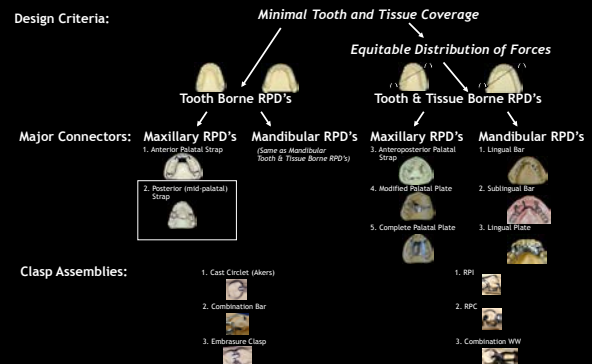 Design Criteria:
Minimal Tooth and Tissue Coverage
Equitable Distribution of Forces
Tooth Borne RPD's
Tooth & Tissue Borne RPD's
Major Connectors:
Maxillary RPD's
Mandibular RPD's
Maxillary RPD's
Mandibular RPD's
1. Anterior Palatal Strap
2. Posterior (mid-palatal)
Strap
(Same as Mandibular
Tooth & Tissue Borne RPD's)
3. Anteroposterior Palatal
Strap
4. Modified Palatal Plate
5. Complete Palatal Plate
1. Lingual Bar
2. Sublingual Bar
3. Lingual Plate
Clasp Assemblies:
1. Cast Circlet (Akers)
2. Combination Bar
3. Embrasure Clasp
1. RPI
2. RPC
3. Combination WW